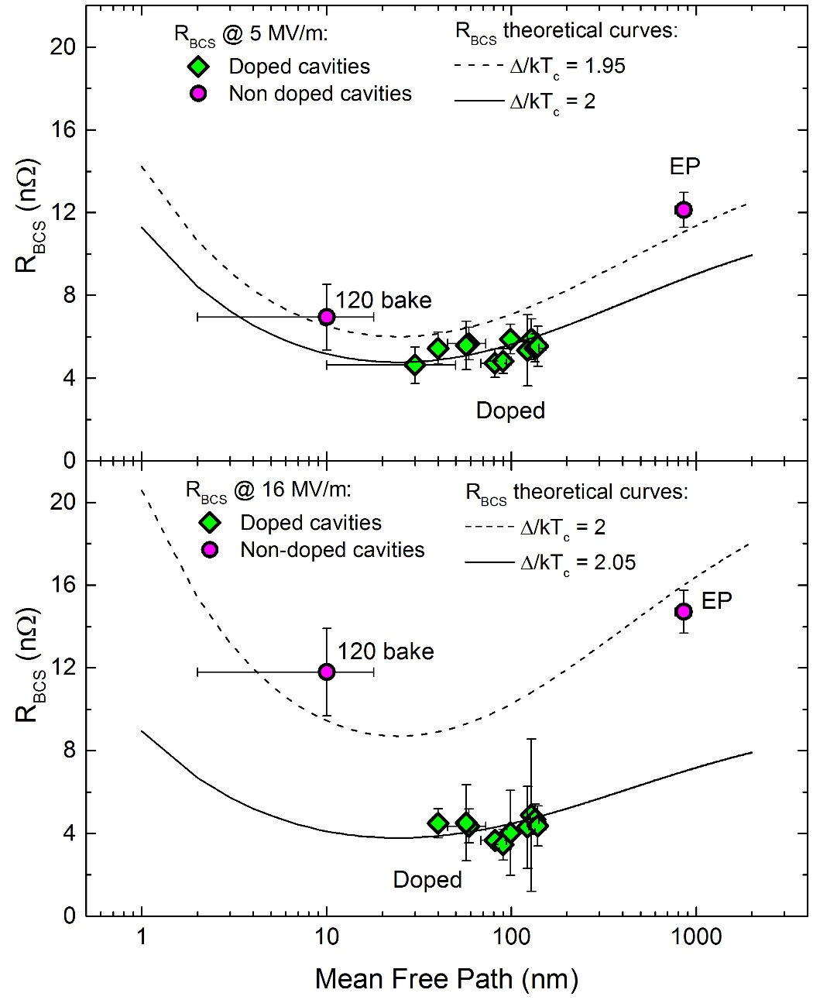 R_BCS @ 5 MV/m:
Doped cavities
Non doped cavities
R_BCS theoretical curves:
Δ/kT_c = 1.95
Δ/kT_c = 2
20
16
12
8
4
0
R_BCS (nΩ)
EP
120 bake
Doped
R_BCS @ 16 MV/m:
Doped cavities
Non-doped cavities
R_BCS theoretical curves:
Δ/kT_c = 2
Δ/kT_c = 2.05
20
16
12
8
4
0
R_BCS (nΩ)
EP
120 bake
Doped
1 10 100 1000
Mean Free Path (nm)